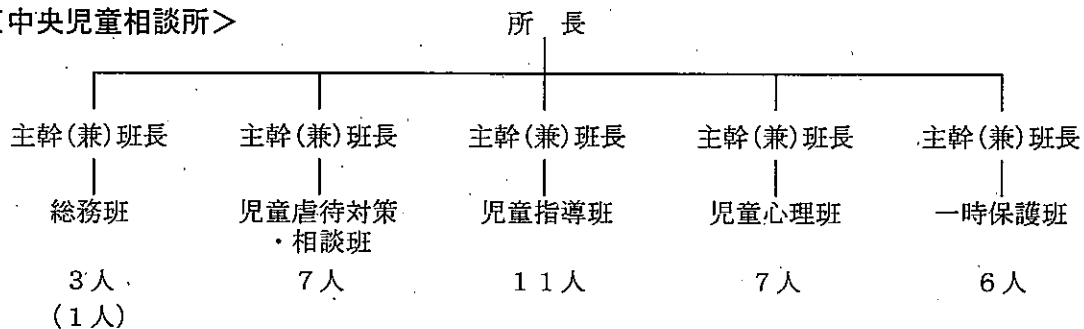 中央児童相談所＞
所 長
主幹(兼)班長 主幹(兼)班長 主幹(兼)班長 主幹(兼)班長 主幹(兼)班長
総務班 児童虐待対策・相談班 児童指導班 児童心理班 一時保護班
3人 7人 11人 7人 6人
(1人)